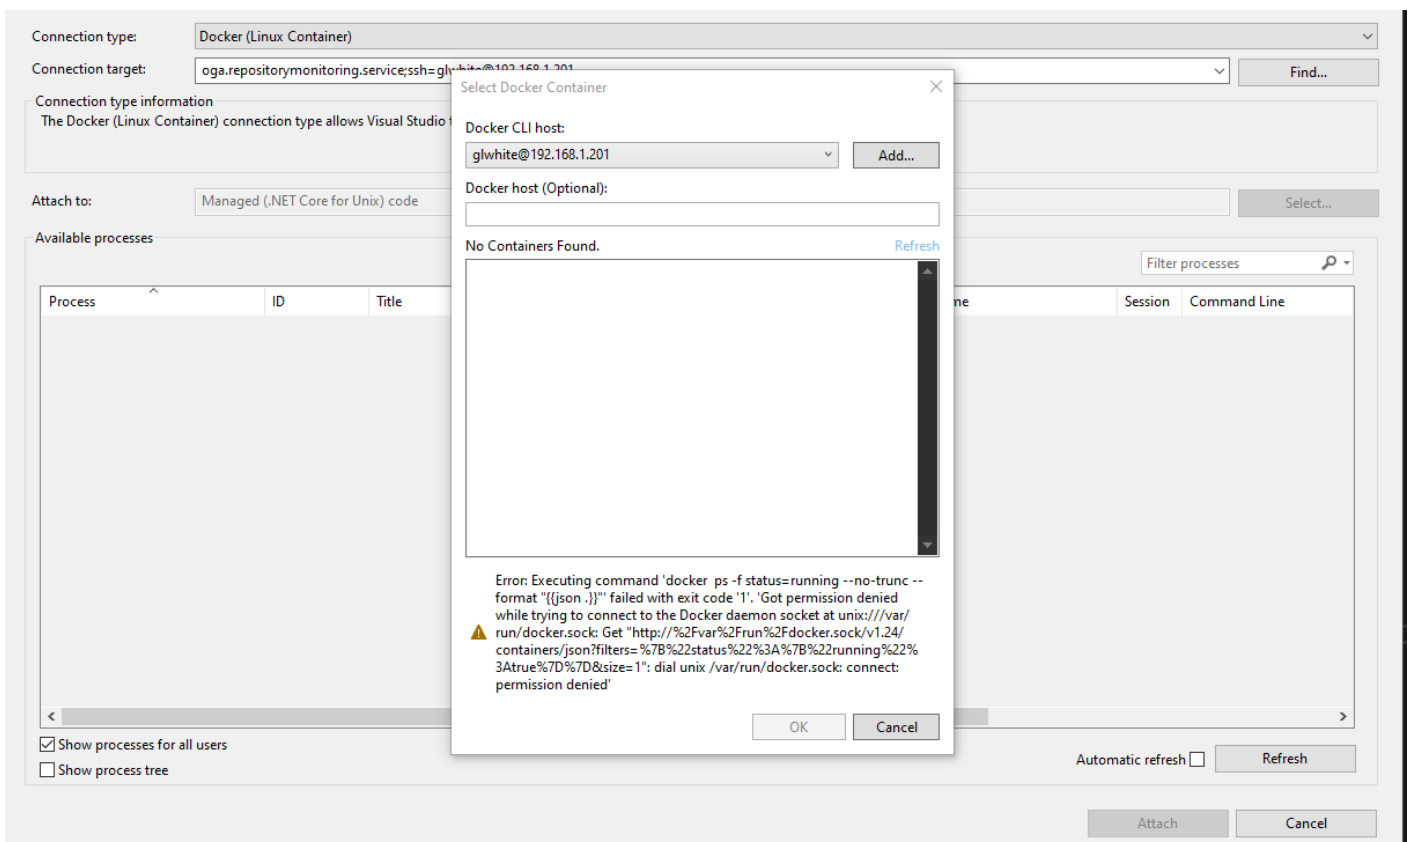 Connection type:
Docker (Linux Container)
Connection target:
oga.repositorymonitoring.service;ssh=glwhite@192.168.1.201
Find...
Connection type information
The Docker (Linux Container) connection type allows Visual Studio
Attach to:
Managed (.NET Core for Unix) code
Select...
Available processes
Filter processes
Process
ID
Title
Session
Command Line
Select Docker Container
Docker CLI host:
glwhite@192.168.1.201
Add...
Docker host (Optional):
No Containers Found.
Refresh
Error: Executing command 'docker  ps -f status=running --no-trunc --
format "{{json .}}"' failed with exit code '1'. 'Got permission denied
while trying to connect to the Docker daemon socket at unix:///var/
run/docker.sock: Get "http://%2Fvar%2Frun%2Fdocker.sock/v1.24/
containers/json?filters=%7B%22status%22%3A%7B%22running%22%
3Atrue%7D%7D&size=1": dial unix /var/run/docker.sock: connect:
permission denied'
OK
Cancel
Show processes for all users
Show process tree
Automatic refresh
Refresh
Attach
Cancel